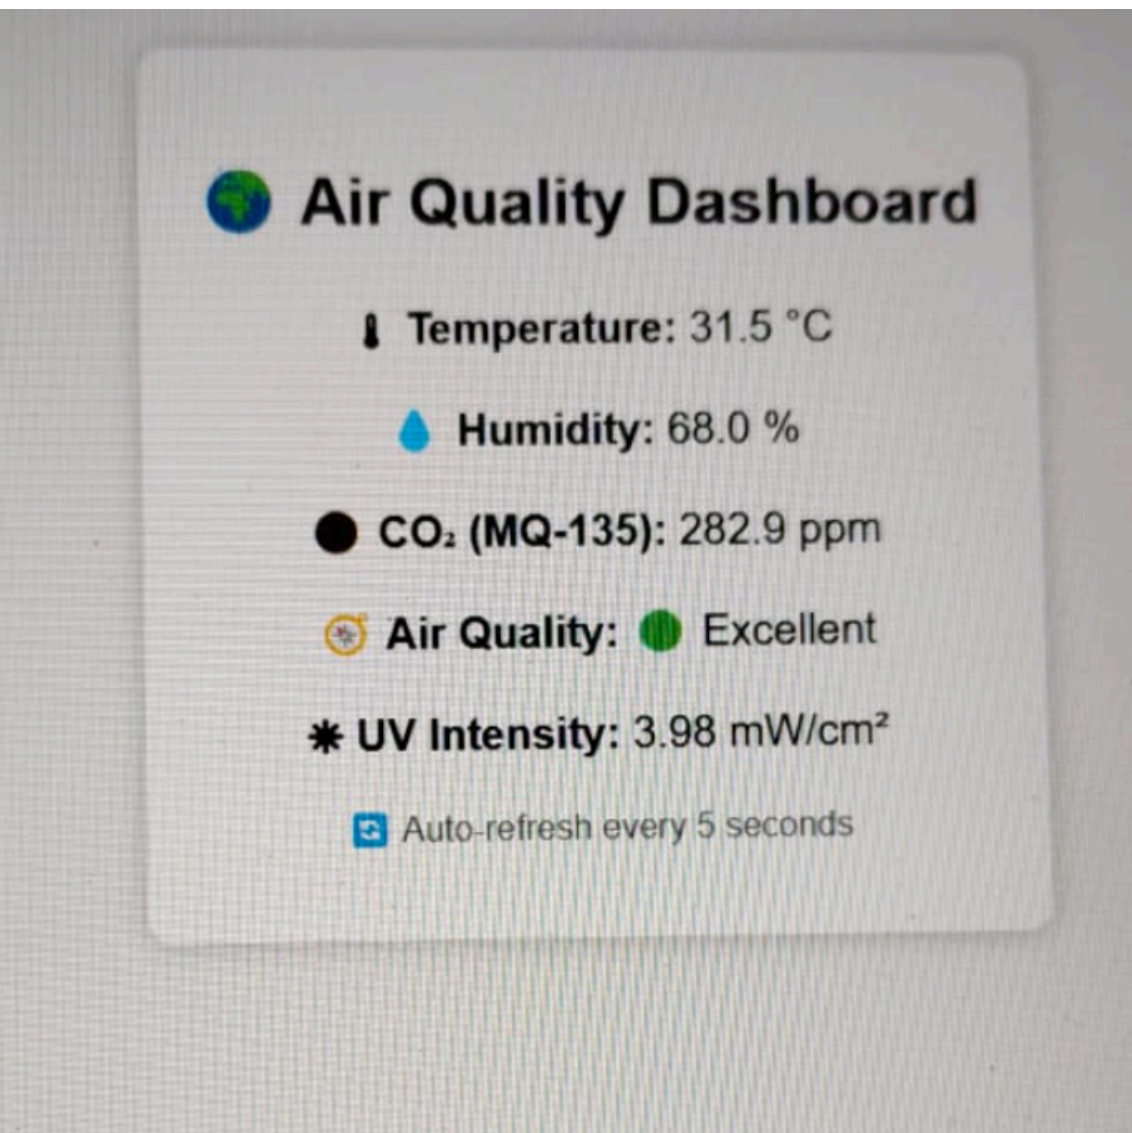 Air Quality Dashboard
Temperature: 31.5 °C
Humidity: 68.0 %
CO₂ (MQ-135): 282.9 ppm
Air Quality: Excellent
UV Intensity: 3.98 mW/cm²
Auto-refresh every 5 seconds